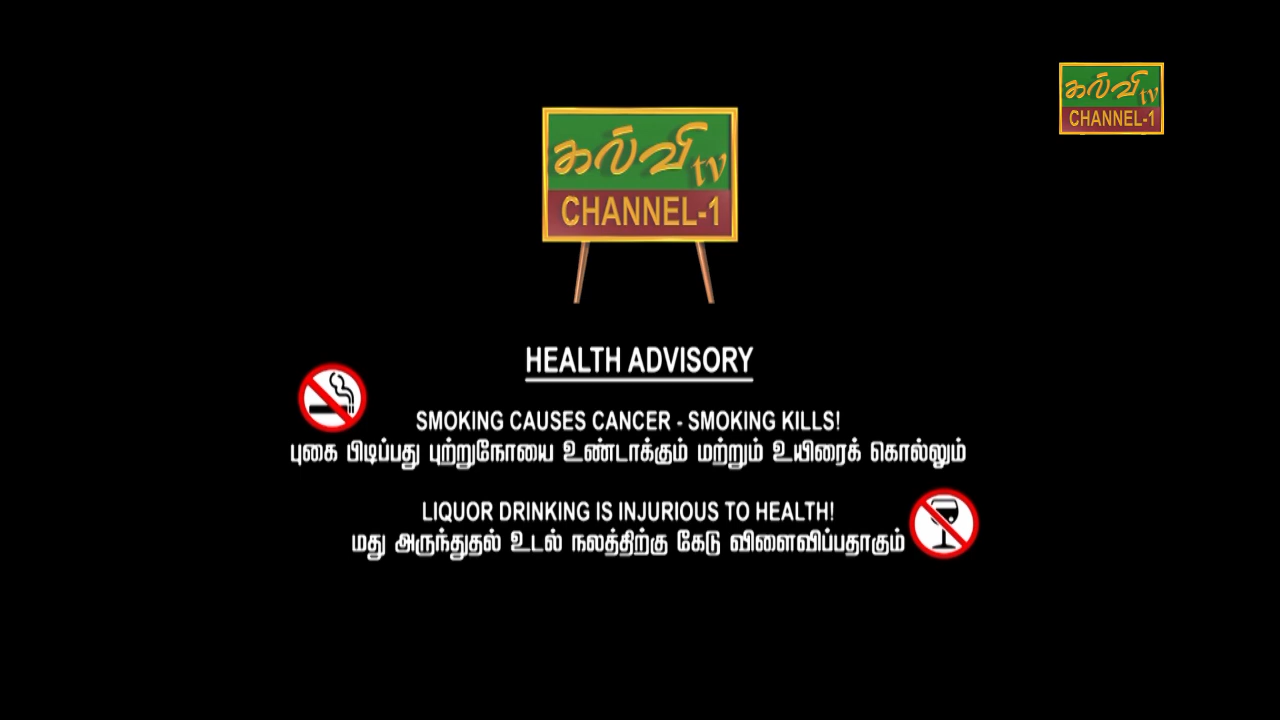 கல்வி tv
CHANNEL-1
கல்வி tv
CHANNEL-1
HEALTH ADVISORY
SMOKING CAUSES CANCER - SMOKING KILLS!
புகை பிடிப்பது புற்றுநோயை உண்டாக்கும் மற்றும் உயிரைக் கொல்லும்
LIQUOR DRINKING IS INJURIOUS TO HEALTH!
மது அருந்துதல் உடல் நலத்திற்கு கேடு விளைவிப்பதாகும்